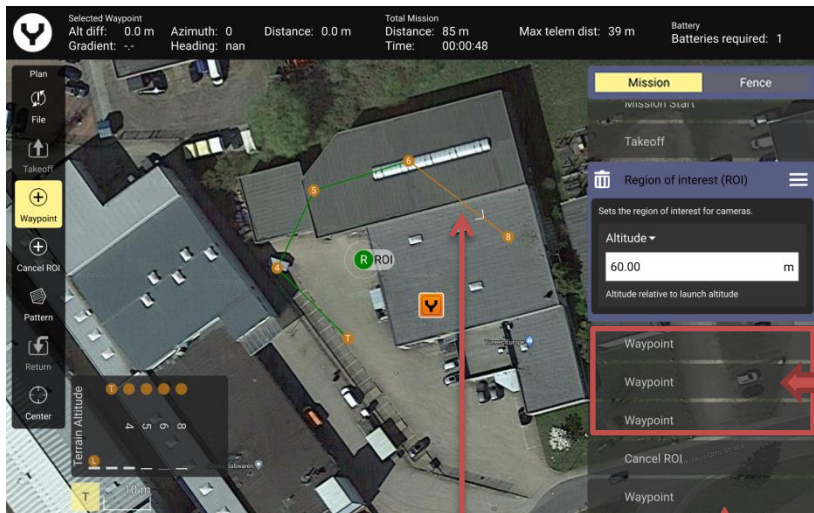 Selected Waypoint
Alt diff: 0.0 m Azimuth: 0 Distance: 0.0 m
Gradient: -.- Heading: nan
Total Mission
Distance: 85 m Max telem dist: 39 m
Time: 00:00:48
Battery
Batteries required: 1
Plan
File
Takeoff
Waypoint
Cancel ROI
Pattern
Return
Center
6
5
8
R ROI
4
T
Yuneec Europe
Terrain Altitude
T
4 5 6 8
L
T
10 m
Mission Fence
Mission Start
Takeoff
Region of interest (ROI)
Sets the region of interest for cameras.
Altitude
60.00 m
Altitude relative to launch altitude
Waypoint
Waypoint
Waypoint
Cancel ROI
Waypoint